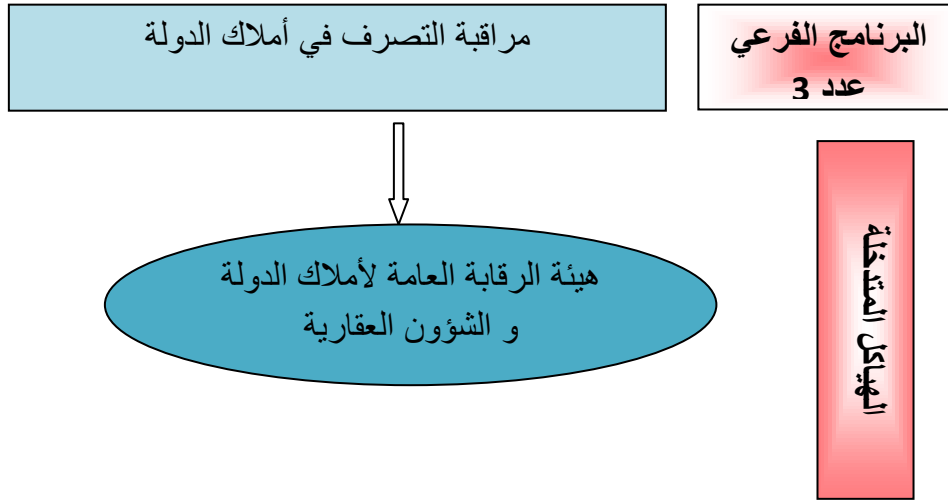 البرنامج الفرعي
عدد 3
مراقبة التصرف في أملاك الدولة
الهياكل المتدخلة
هيئة الرقابة العامة لأملاك الدولة
و الشؤون العقارية